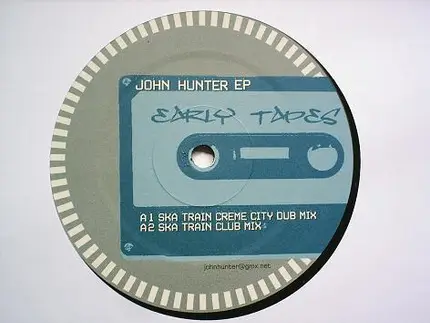 JOHN HUNTER EP
EARLY TAPES
A1 SKA TRAIN CREME CITY DUB MIX
A2 SKA TRAIN CLUB MIX
johnhunter@gmx.net